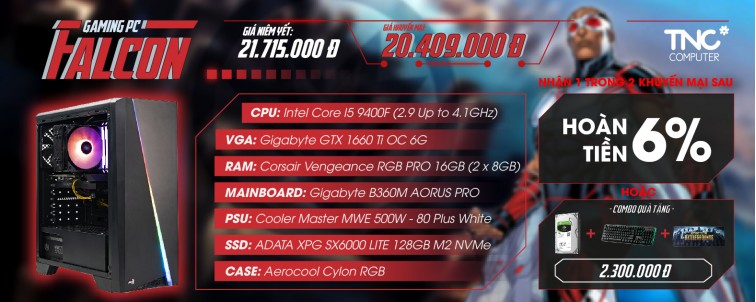 GAMING PC
FALCON
GIÁ NIÊM YẾT:
21.715.000 Đ
GIÁ KHUYẾN MẠI:
20.409.000 Đ
TNC
COMPUTER
NHẬN 1 TRONG 2 KHUYẾN MẠI SAU
CPU: Intel Core I5 9400F (2.9 Up to 4.1GHz)
VGA: Gigabyte GTX 1660 TI OC 6G
RAM: Corsair Vengeance RGB PRO 16GB (2 x 8GB)
MAINBOARD: Gigabyte B360M AORUS PRO
PSU: Cooler Master MWE 500W - 80 Plus White
SSD: ADATA XPG SX6000 LITE 128GB M2 NVMe
CASE: Aerocool Cylon RGB
HOÀN
TIỀN
6%
HOẶC
- COMBO QUÀ TẶNG -
+
+
2.300.000 Đ